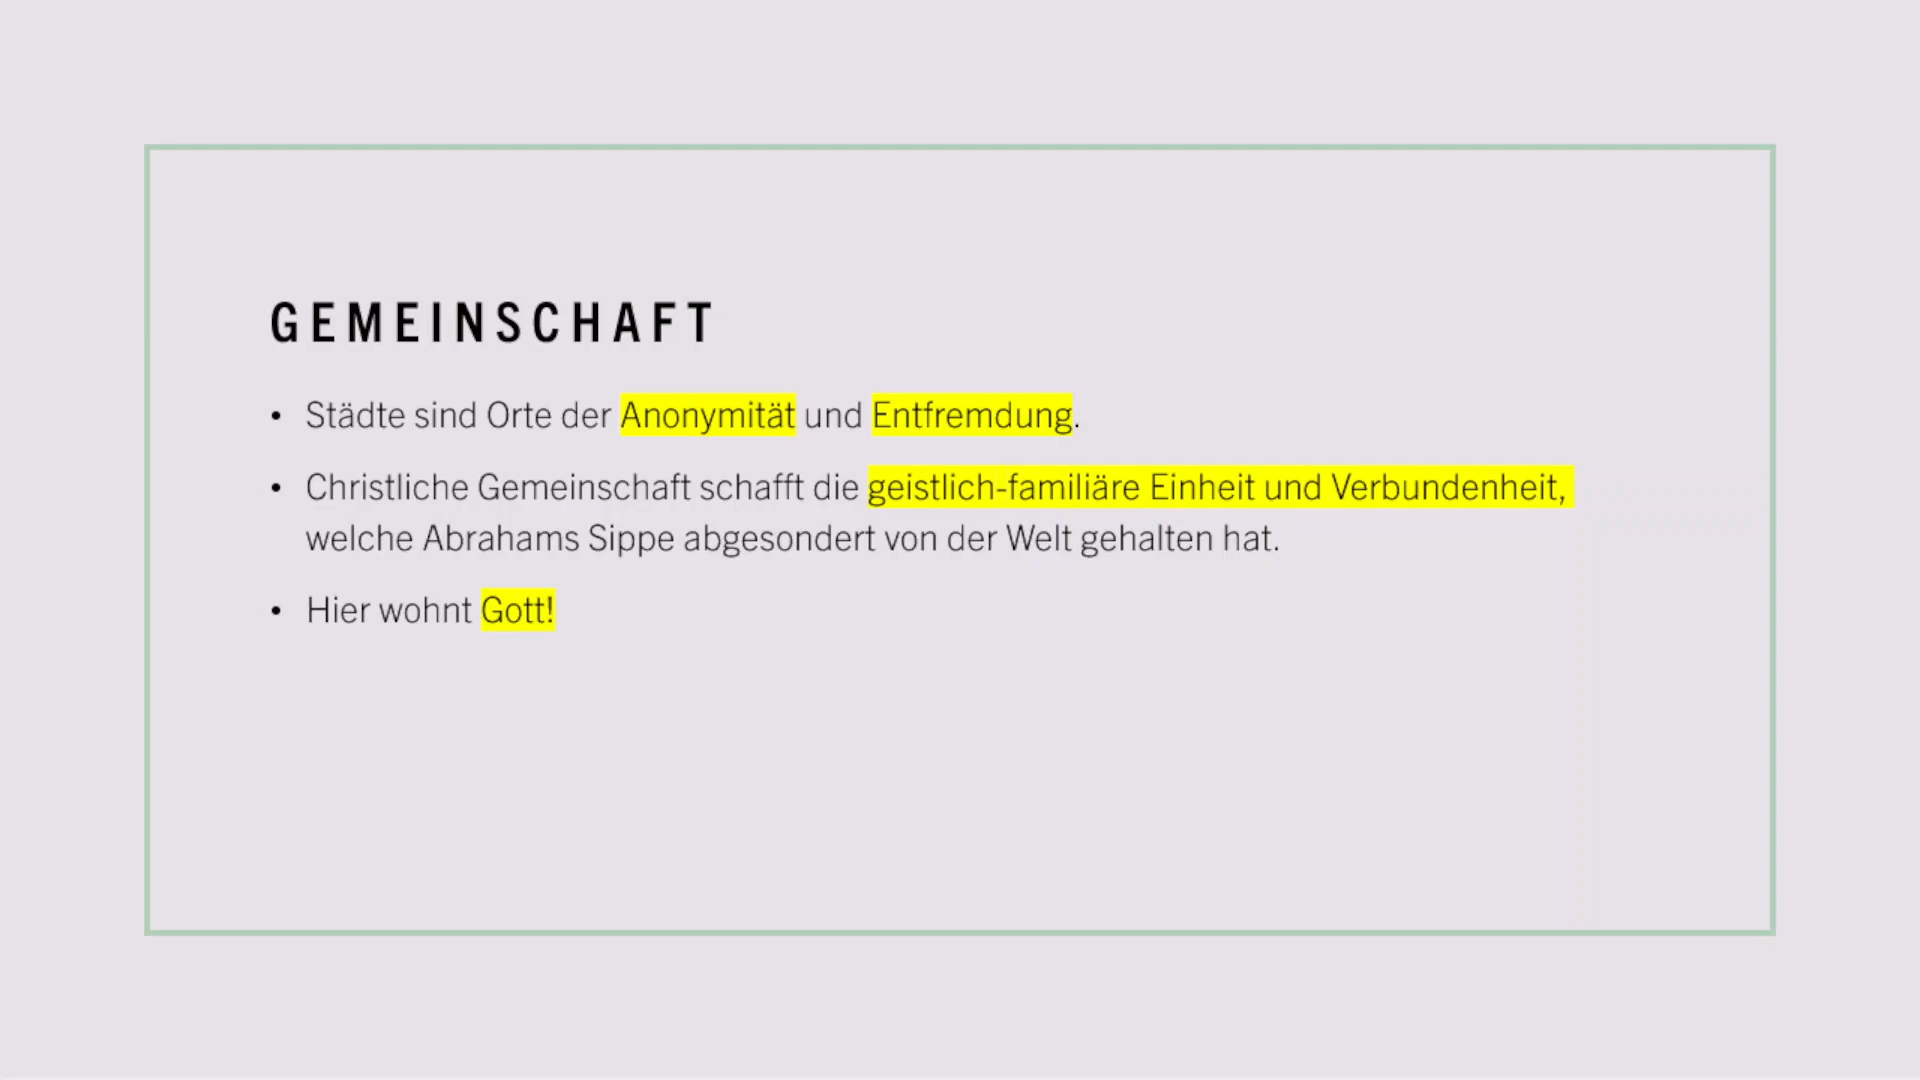 GEMEINSCHAFT
• Städte sind Orte der Anonymität und Entfremdung.
• Christliche Gemeinschaft schafft die geistlich-familiäre Einheit und Verbundenheit,
welche Abrahams Sippe abgesondert von der Welt gehalten hat.
• Hier wohnt Gott!